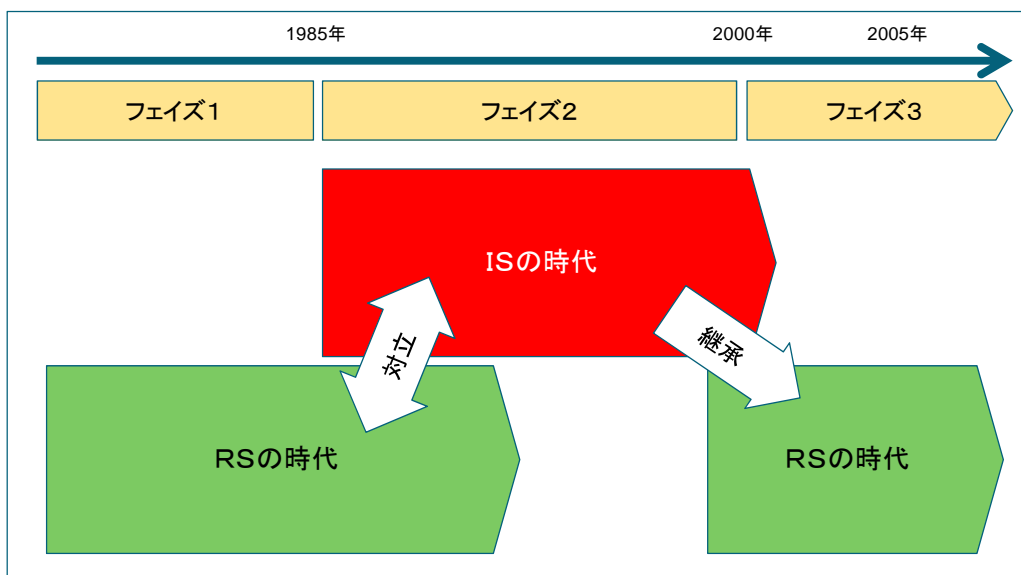 1985年
2000年
2005年
フェイズ１
フェイズ２
フェイズ３
ISの時代
対立
継承
RSの時代
RSの時代